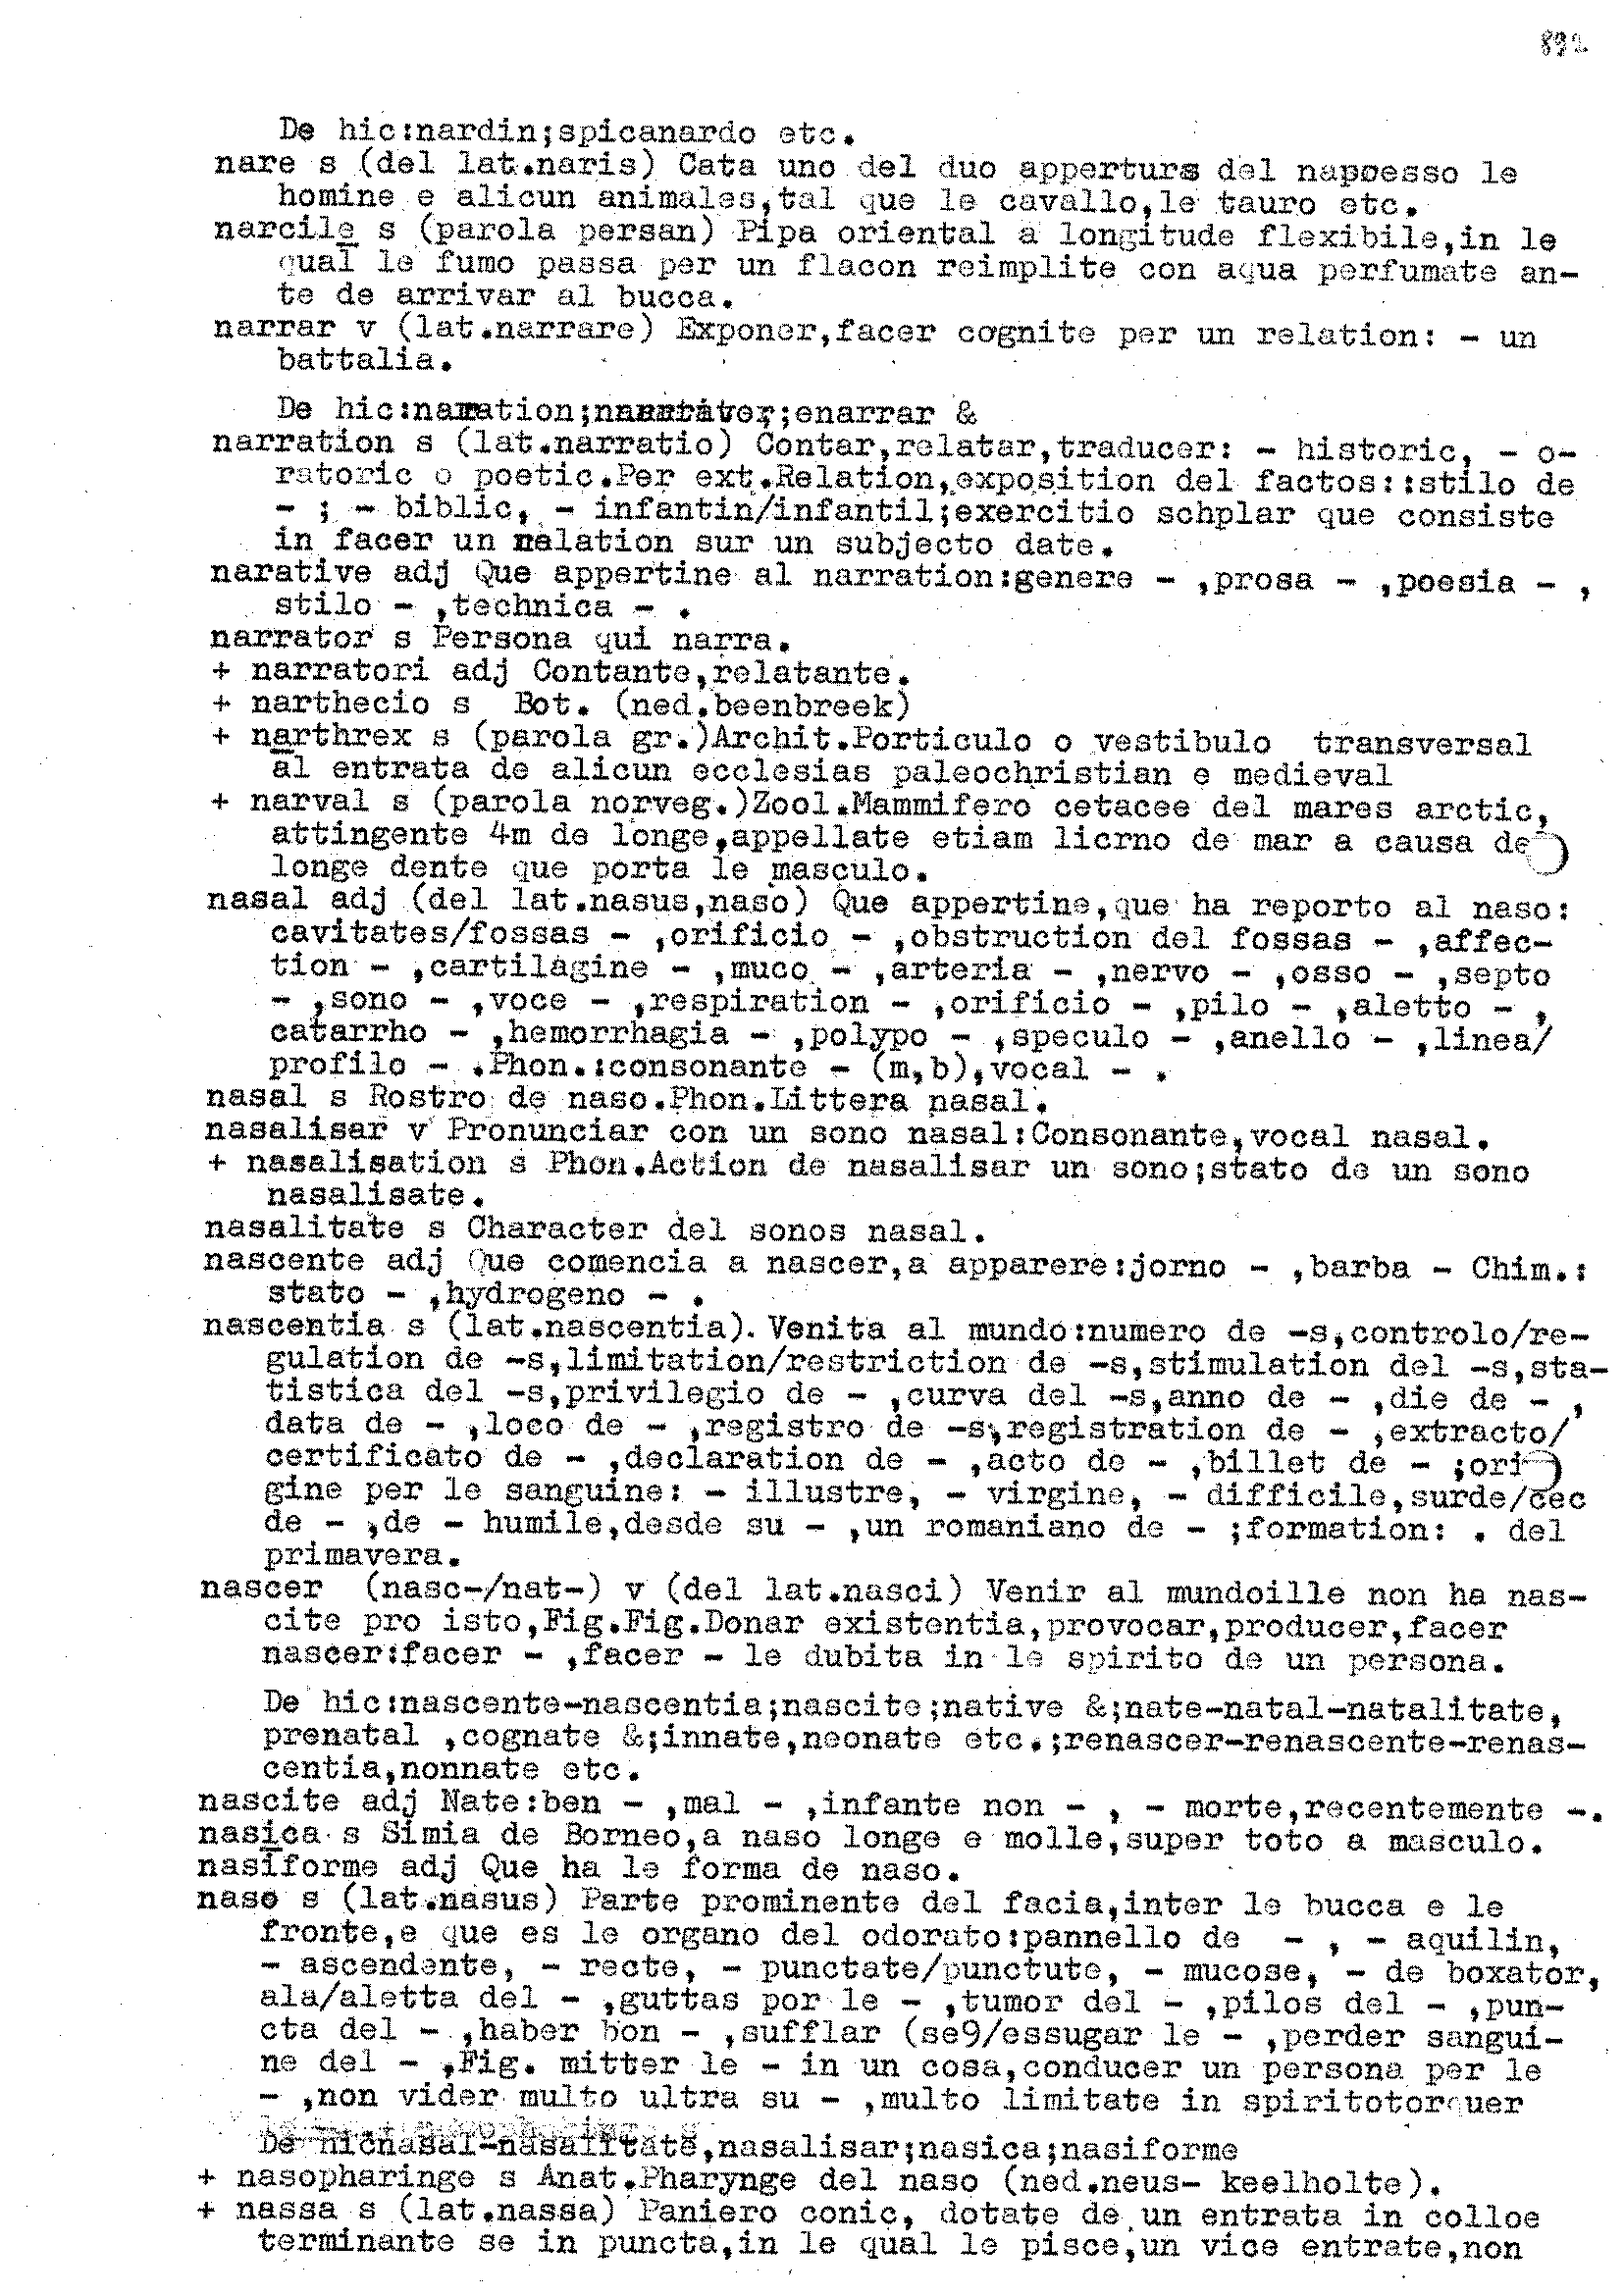 892
De hic:nardin;spicanardo etc.
nare s (del lat.naris) Cata uno del duo apperturs del napoesso le
homine e alicun animales,tal que le cavallo,le tauro etc.
narcile s (parola persan) Pipa oriental a longitude flexibile,in le
qual le fumo passa per un flacon reimplite con aqua perfumate an-
te de arrivar al bucca.
narrar v (lat.narrare) Exponer,facer cognite per un relation: - un
battalia.
De hic:narration; ;enarrar &
narration s (lat.narratio) Contar,relatar,traducer: - historic, - o-
ratoric o poetic.Per ext.Relation,exposition del factos::stilo de
- ; - biblic, - infantin/infantil;exercitio schplar que consiste
in facer un relation sur un subjecto date.
narative adj Que appertine al narration:genere - ,prosa - ,poesia - ,
stilo - ,technica - .
narrator s Persona qui narra.
+ narratori adj Contante,relatante.
+ narthecio s Bot. (ned.beenbreek)
+ narthrex s (parola gr.)Archit.Porticulo o vestibulo transversal
al entrata de alicun ecclesias paleochristian e medieval
+ narval s (parola norveg.)Zool.Mammifero cetacee del mares arctic,
attingente 4m de longe,appellate etiam licrno de mar a causa de
longe dente que porta le masculo.
nasal adj (del lat.nasus,naso) Que appertine,que ha reporto al naso:
cavitates/fossas - ,orificio - ,obstruction del fossas - ,affec-
tion - ,cartilagine - ,muco - ,arteria - ,nervo - ,osso - ,septo
- ,sono - ,voce - ,respiration - ,orificio - ,pilo - ,aletto - ,
catarrho - ,hemorrhagia - ,polypo - ,speculo - ,anello - ,linea/
profilo - .Phon.:consonante - (m,b),vocal - .
nasal s Rostro de naso.Phon.Littera nasal.
nasalisar v Pronunciar con un sono nasal:Consonante,vocal nasal.
+ nasalisation s Phon.Action de nasalisar un sono;stato de un sono
nasalisate.
nasalitate s Character del sonos nasal.
nascente adj Que comencia a nascer,a apparere:jorno - ,barba - Chim.:
stato - ,hydrogeno - .
nascentia s (lat.nascentia). Venita al mundo:numero de -s,controlo/re-
gulation de -s,limitation/restriction de -s,stimulation del -s,sta-
tistica del -s,privilegio de - ,curva del -s,anno de - ,die de - ,
data de - ,loco de - ,registro de -s,registration de - ,extracto/
certificato de - ,declaration de - ,acto de - ,billet de - ;ori
gine per le sanguine: - illustre, - virgine, - difficile,surde/cec
de - ,de - humile,desde su - ,un romaniano de - ;formation: . del
primavera.
nascer (nasc-/nat-) v (del lat.nasci) Venir al mundoille non ha nas-
cite pro isto,Fig.Fig.Donar existentia,provocar,producer,facer
nascer:facer - ,facer - le dubita in le spirito de un persona.
De hic:nascente-nascentia;nascite;native &;nate-natal-natalitate,
prenatal ,cognate &;innate,neonate etc.;renascer-renascente-renas-
centia,nonnate etc.
nascite adj Nate:ben - ,mal - ,infante non - , - morte,recentemente -.
nasica s Simia de Borneo,a naso longe e molle,super toto a masculo.
nasiforme adj Que ha le forma de naso.
naso s (lat.nasus) Parte prominente del facia,inter le bucca e le
fronte,e que es le organo del odorato:pannello de - , - aquilin,
- ascendente, - recte, - punctate/punctute, - mucose, - de boxator,
ala/aletta del - ,guttas por le - ,tumor del - ,pilos del - ,pun-
cta del - ,haber bon - ,sufflar (se9/essugar le - ,perder sangui-
ne del - ,Fig. mitter le - in un cosa,conducer un persona per le
- ,non vider multo ultra su - ,multo limitate in spiritotorquer
De hicnasal-nasalitate,nasalisar;nasica;nasiforme
+ nasopharinge s Anat.Pharynge del naso (ned.neus- keelholte).
+ nassa s (lat.nassa) Paniero conic, dotate de un entrata in colloe
terminante se in puncta,in le qual le pisce,un vice entrate,non